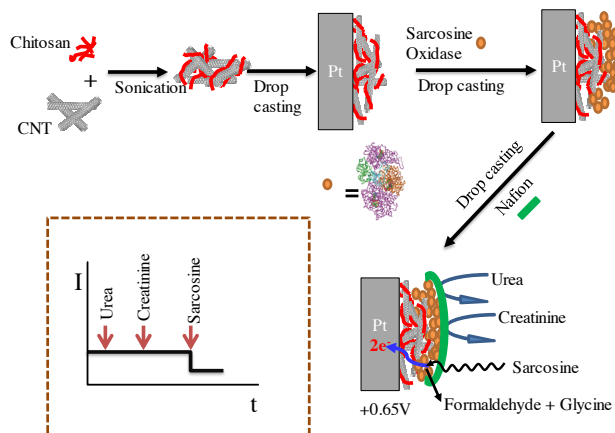 Chitosan
+
CNT
Sonication
Drop
casting
Pt
Sarcosine
Oxidase
Drop casting
Pt
=
Drop casting
Nafion
I
Urea
Creatinine
Sarcosine
t
Pt
2e-
Urea
Creatinine
Sarcosine
Formaldehyde + Glycine
+0.65V